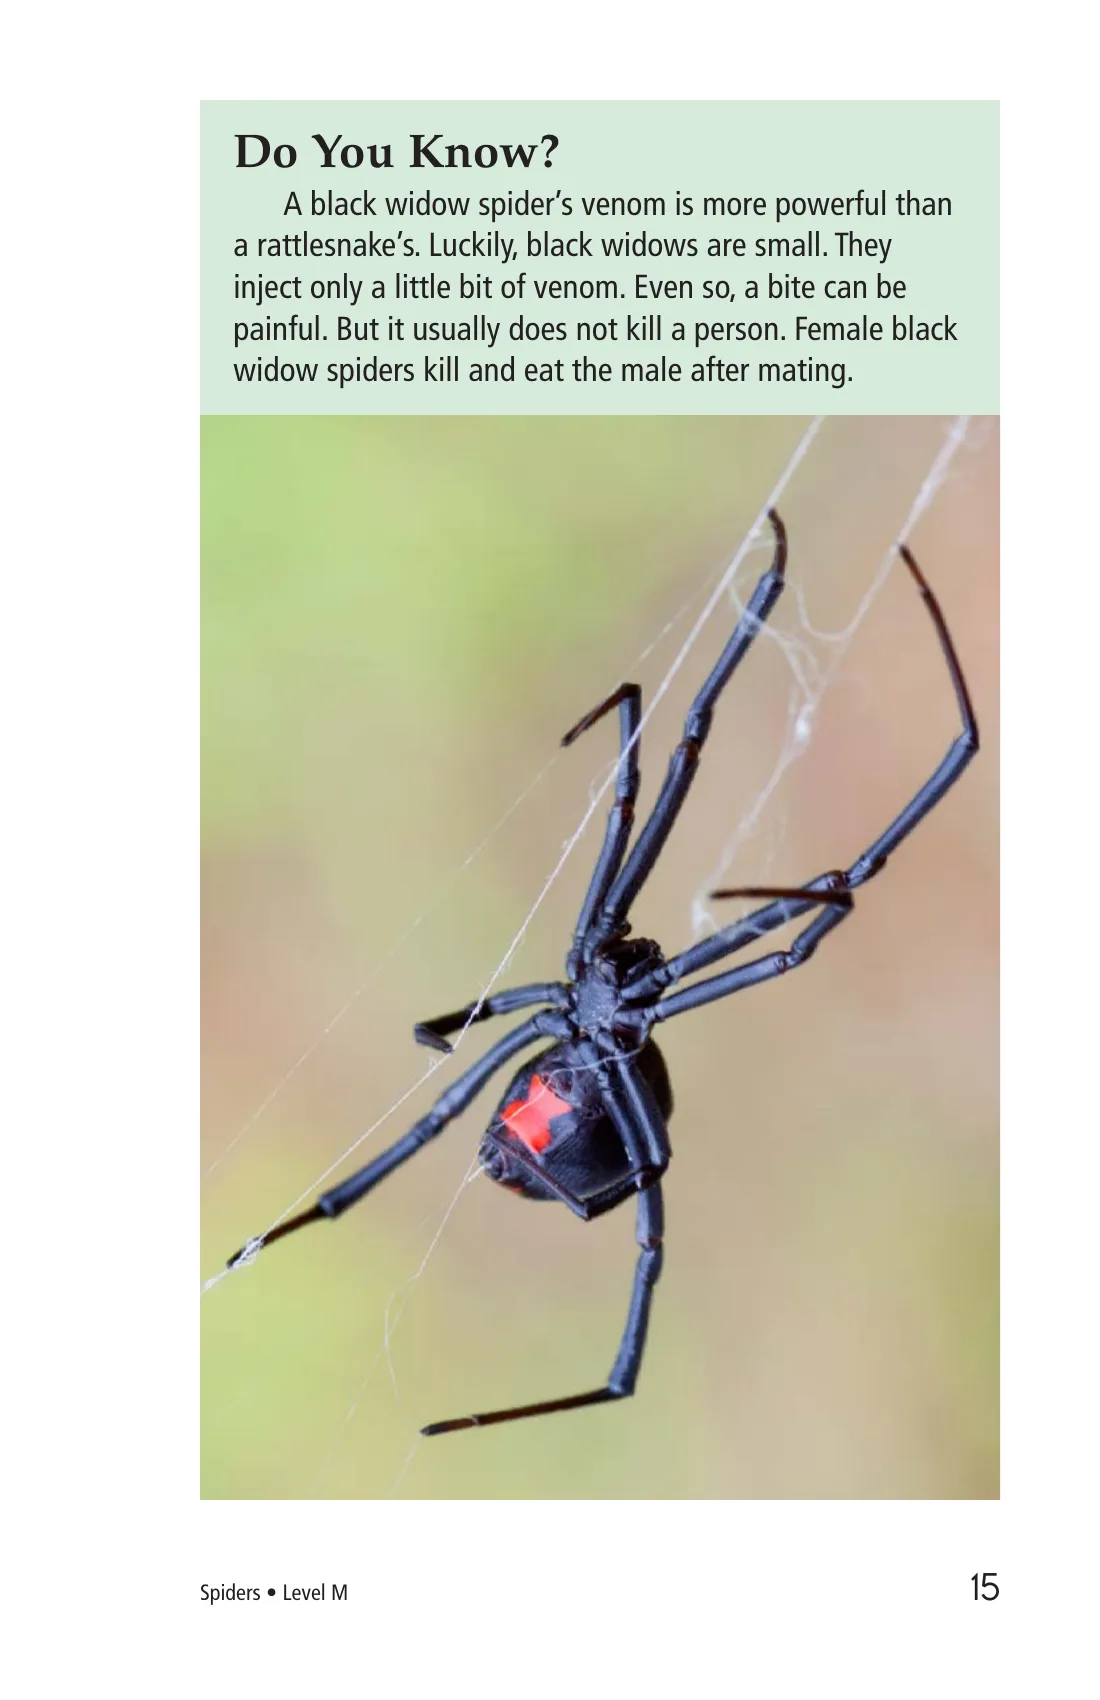 Do You Know?
A black widow spider’s venom is more powerful than
a rattlesnake’s. Luckily, black widows are small. They
inject only a little bit of venom. Even so, a bite can be
painful. But it usually does not kill a person. Female black
widow spiders kill and eat the male after mating.
Spiders • Level M
15